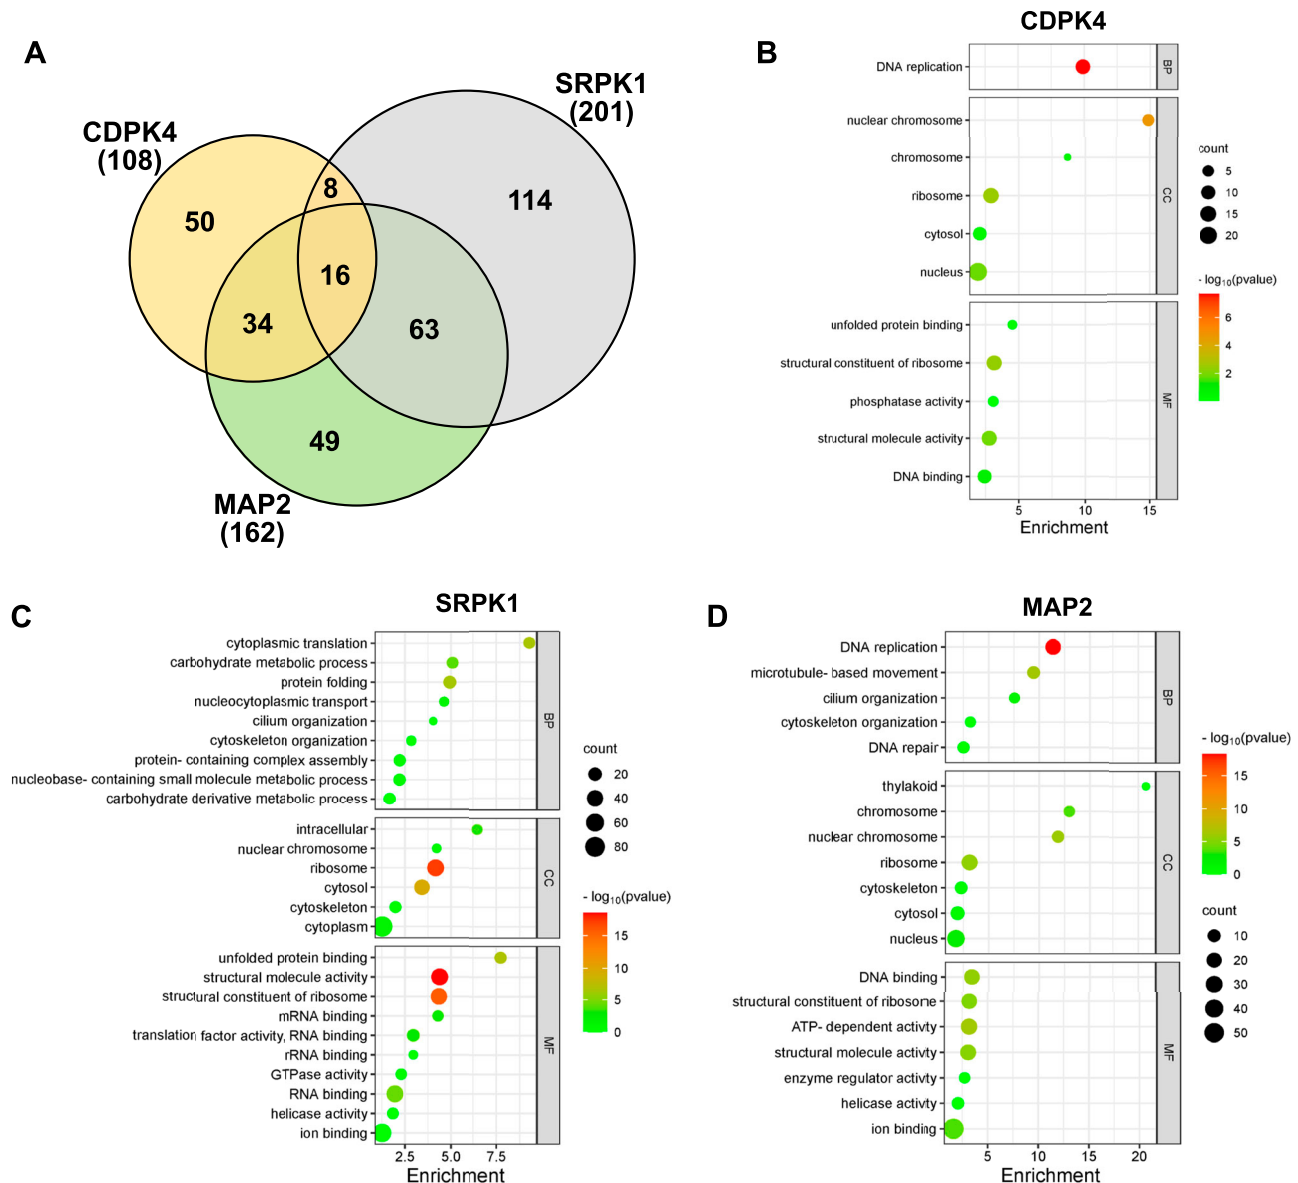 A
CDPK4
(108)
SRPK1
(201)
50
8
114
16
34
63
49
MAP2
(162)
B
CDPK4
DNA replication
BP
nuclear chromosome
chromosome
ribosome
cytosol
nucleus
CC
unfolded protein binding
structural constituent of ribosome
phosphatase activity
structural molecule activity
DNA binding
MF
5 10 15
Enrichment
count
5
10
15
20
- log10(pvalue)
6
4
2
C
SRPK1
cytoplasmic translation
carbohydrate metabolic process
protein folding
nucleocytoplasmic transport
cilium organization
cytoskeleton organization
protein- containing complex assembly
nucleobase- containing small molecule metabolic process
carbohydrate derivative metabolic process
BP
intracellular
nuclear chromosome
ribosome
cytosol
cytoskeleton
cytoplasm
CC
unfolded protein binding
structural molecule activity
structural constituent of ribosome
mRNA binding
translation factor activity, RNA binding
rRNA binding
GTPase activity
RNA binding
helicase activity
ion binding
MF
2.5 5.0 7.5
Enrichment
count
20
40
60
80
- log10(pvalue)
15
10
5
0
D
MAP2
DNA replication
microtubule- based movement
cilium organization
cytoskeleton organization
DNA repair
BP
thylakoid
chromosome
nuclear chromosome
ribosome
cytoskeleton
cytosol
nucleus
CC
DNA binding
structural constituent of ribosome
ATP- dependent activity
structural molecule activity
enzyme regulator activity
helicase activity
ion binding
MF
5 10 15 20
Enrichment
- log10(pvalue)
15
10
5
0
count
10
20
30
40
50